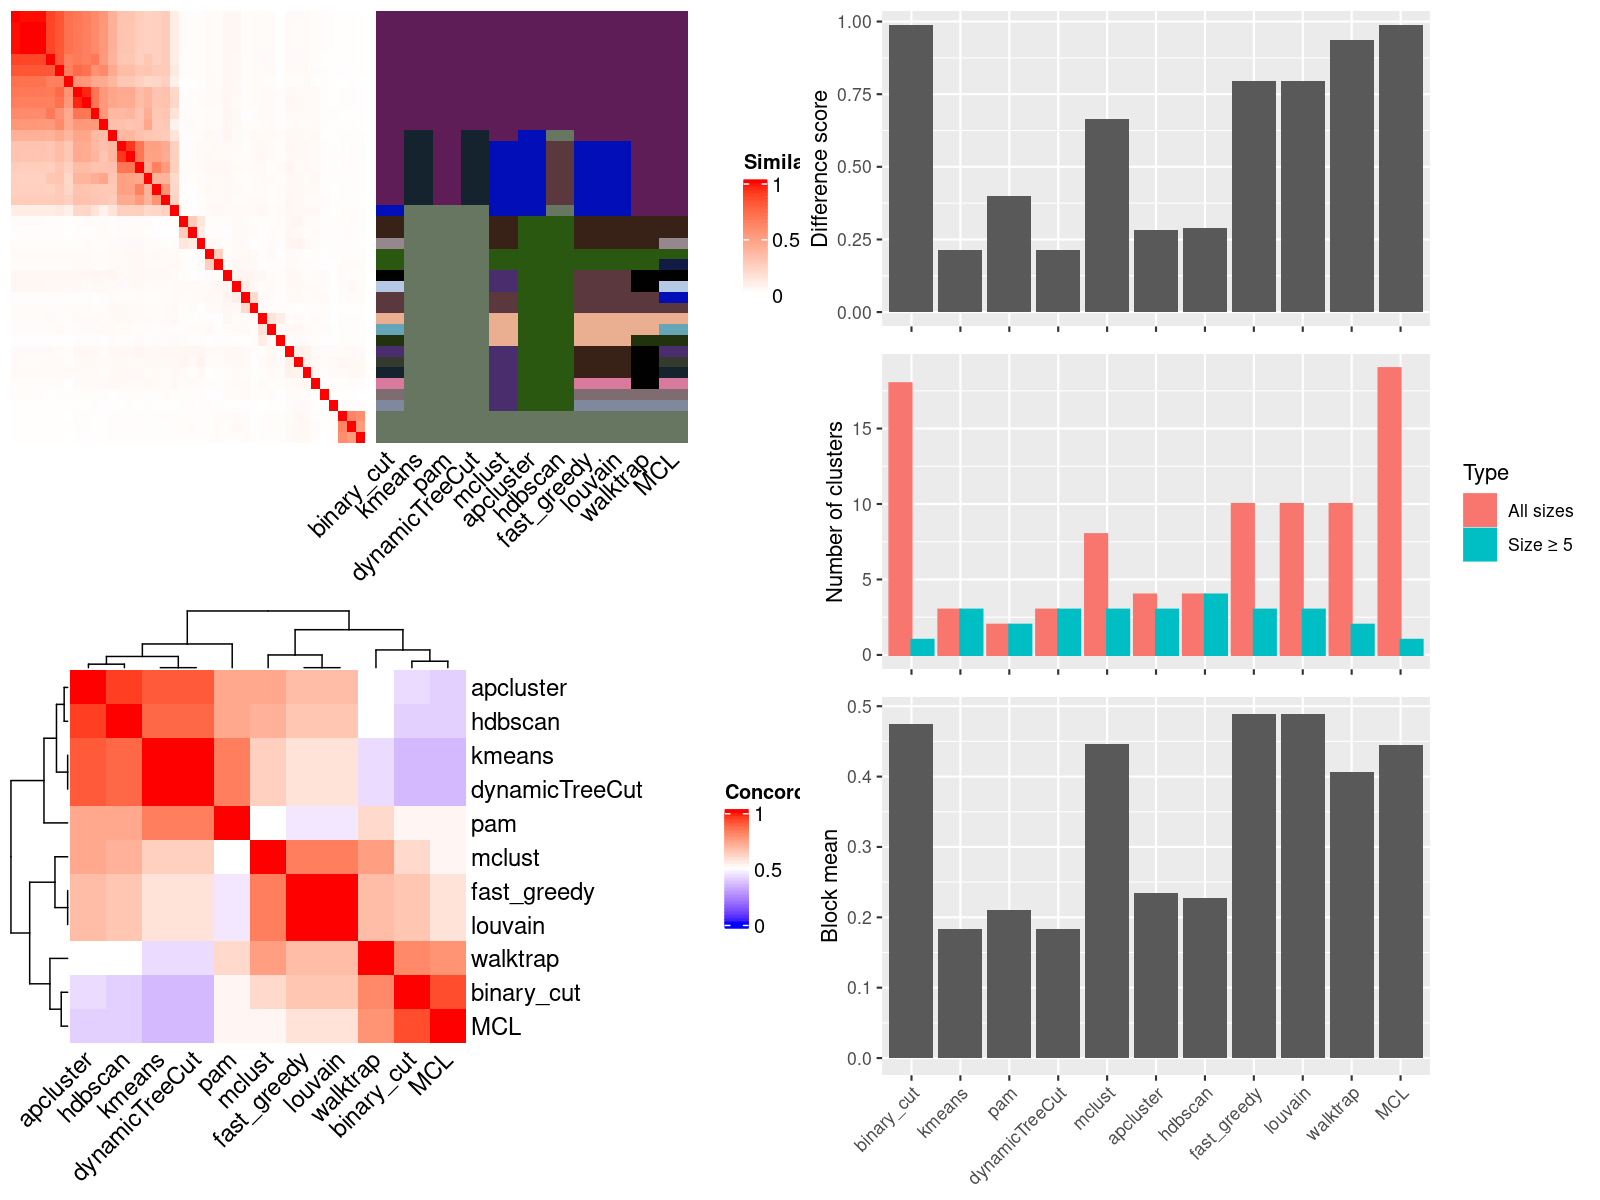 Simila
1
0.5
0
binary_cut
kmeans
pam
dynamicTreeCut
mclust
apcluster
hdbscan
fast_greedy
louvain
walktrap
MCL
apcluster
hdbscan
kmeans
dynamicTreeCut
pam
mclust
fast_greedy
louvain
walktrap
binary_cut
MCL
Concord
1
0.5
0
apcluster
hdbscan
kmeans
dynamicTreeCut
pam
mclust
fast_greedy
louvain
walktrap
binary_cut
MCL
Difference score
1.00
0.75
0.50
0.25
0.00
Number of clusters
15
10
5
0
Type
All sizes
Size ≥ 5
Block mean
0.5
0.4
0.3
0.2
0.1
0.0
binary_cut
kmeans
pam
dynamicTreeCut
mclust
apcluster
hdbscan
fast_greedy
louvain
walktrap
MCL